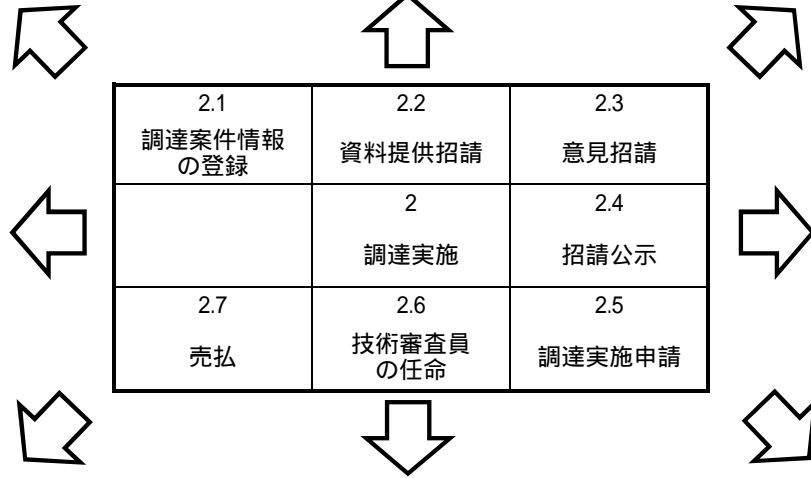 2.1
調達案件情報
の登録
2.2
資料提供招請
2.3
意見招請
2
調達実施
2.4
招請公示
2.7
売払
2.6
技術審査員
の任命
2.5
調達実施申請